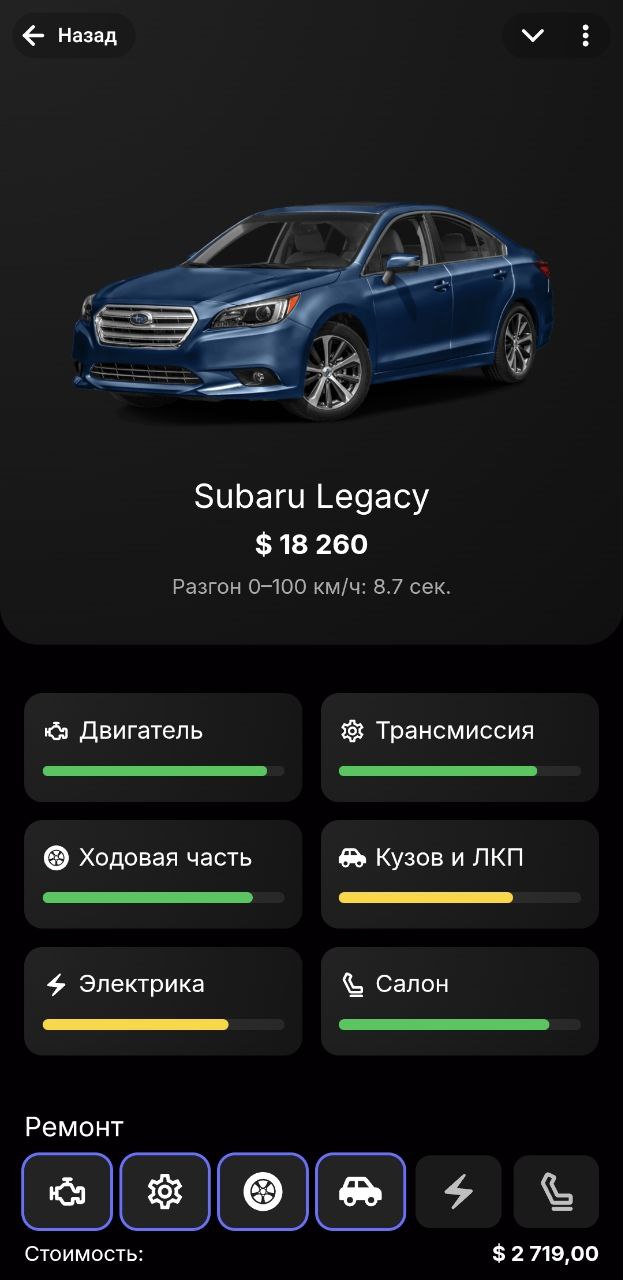 Назад
Subaru Legacy
$ 18 260
Разгон 0–100 км/ч: 8.7 сек.
Двигатель
Трансмиссия
Ходовая часть
Кузов и ЛКП
Электрика
Салон
Ремонт
Стоимость:
$ 2 719,00